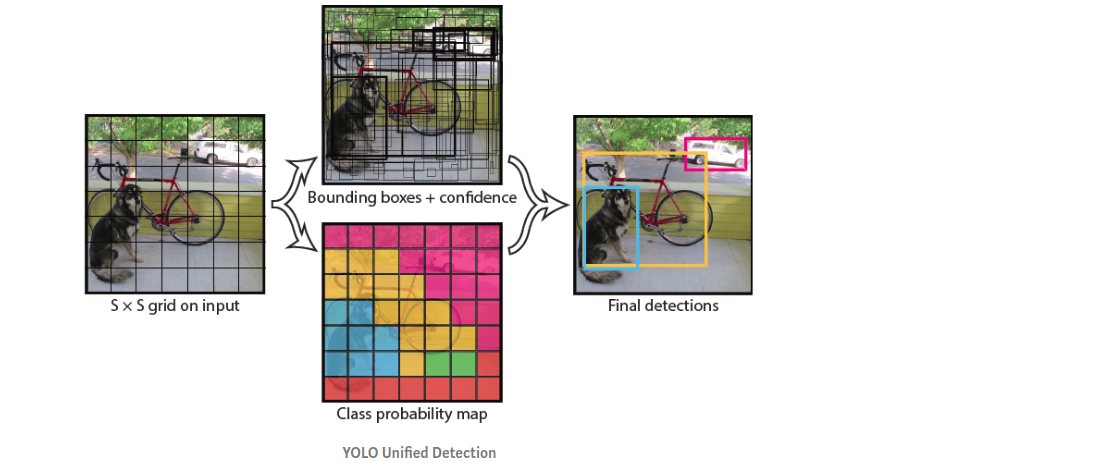 Bounding boxes + confidence
S × S grid on input
Final detections
Class probability map
YOLO Unified Detection